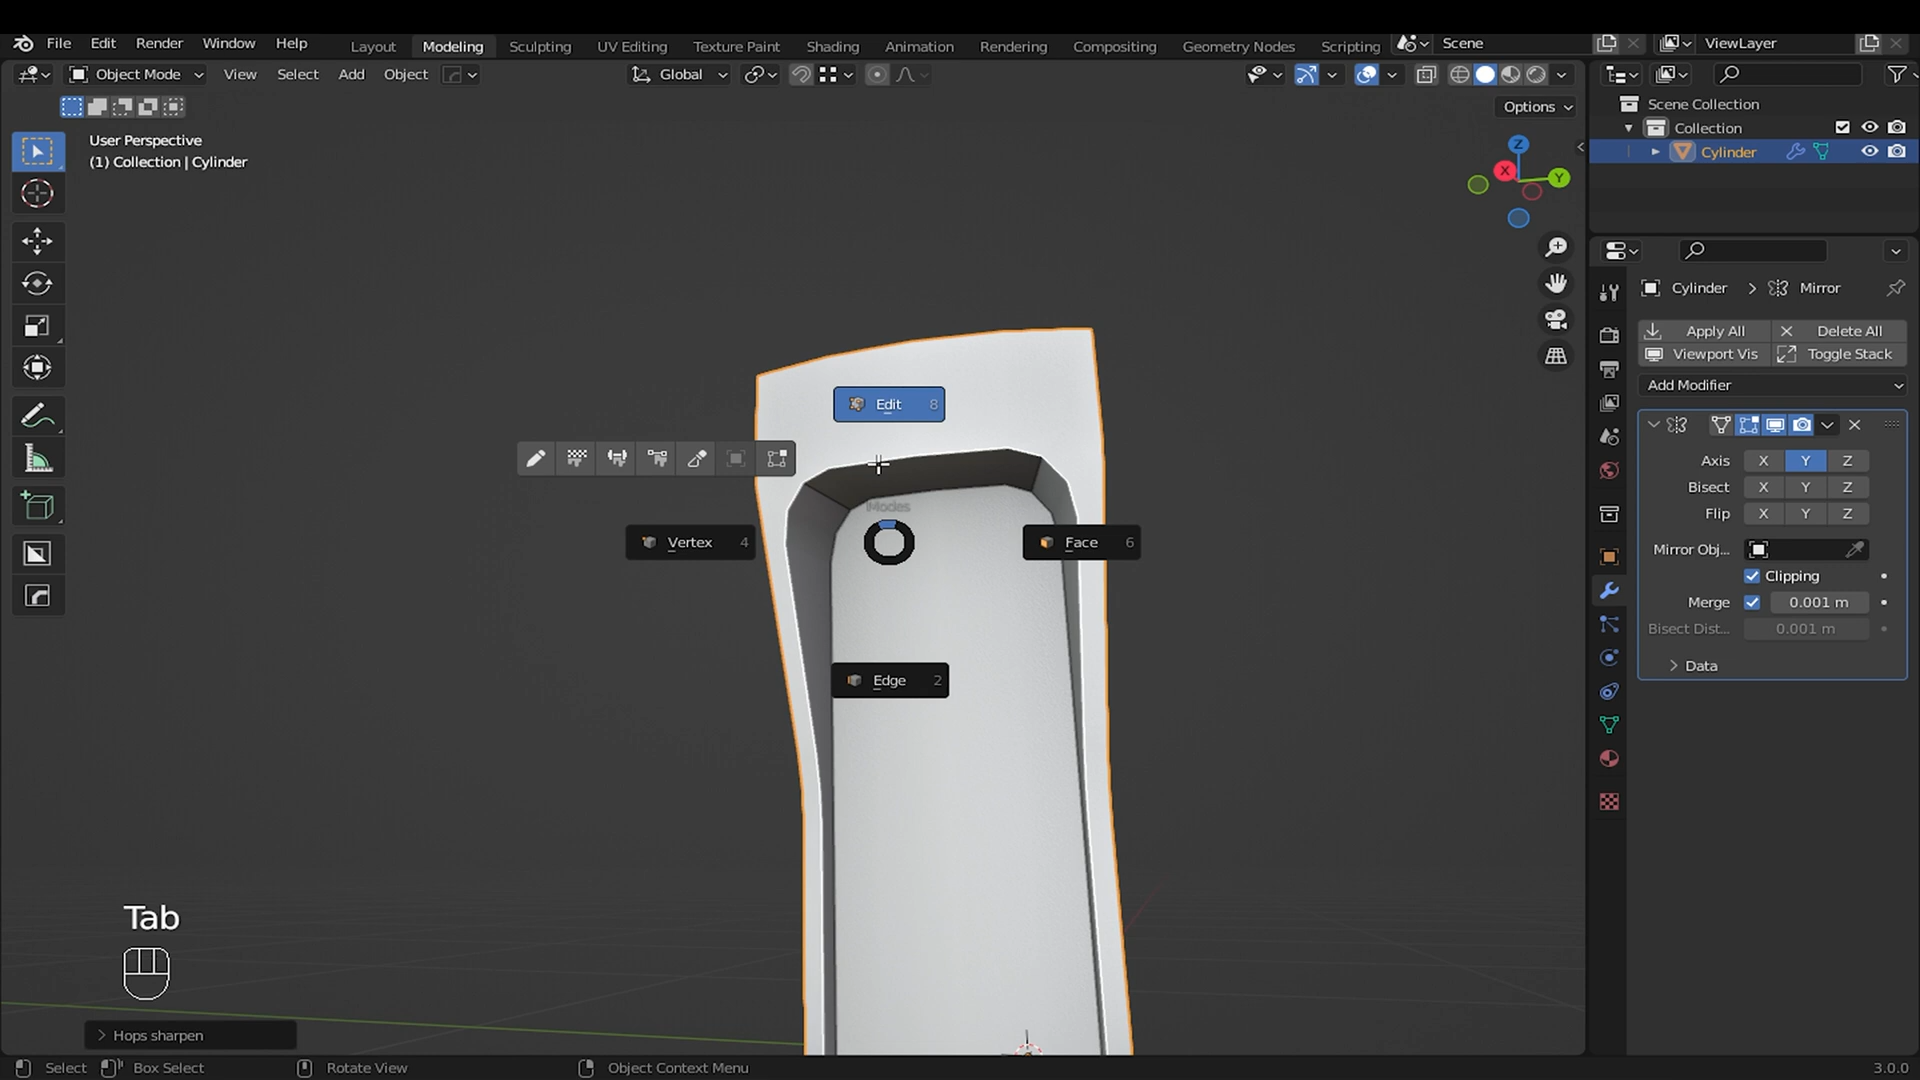 File Edit Render Window Help
Layout Modeling Sculpting UV Editing Texture Paint Shading Animation Rendering Compositing Geometry Nodes Scripting
Scene
ViewLayer
Object Mode View Select Add Object
Global
Options
User Perspective
(1) Collection | Cylinder
Z
X
Y
Scene Collection
Collection
Cylinder
Cylinder > Mirror
Apply All Delete All
Viewport Vis Toggle Stack
Add Modifier
Axis X Y Z
Bisect X Y Z
Flip X Y Z
Mirror Obj...
Clipping
Merge 0.001 m
Bisect Dist... 0.001 m
Data
Edit 8
Modes
Vertex 4
Face 6
Edge 2
Tab
Hops sharpen
Select Box Select Rotate View Object Context Menu
3.0.0